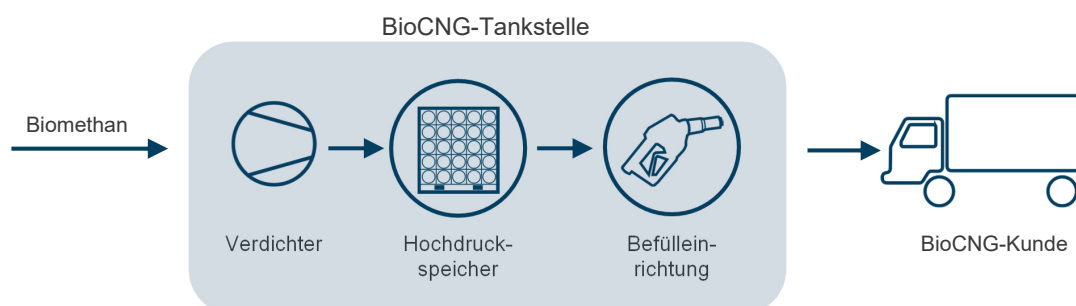 BioCNG-Tankstelle
Biomethan
Verdichter
Hochdruck-
speicher
Befüllein-
richtung
BioCNG-Kunde